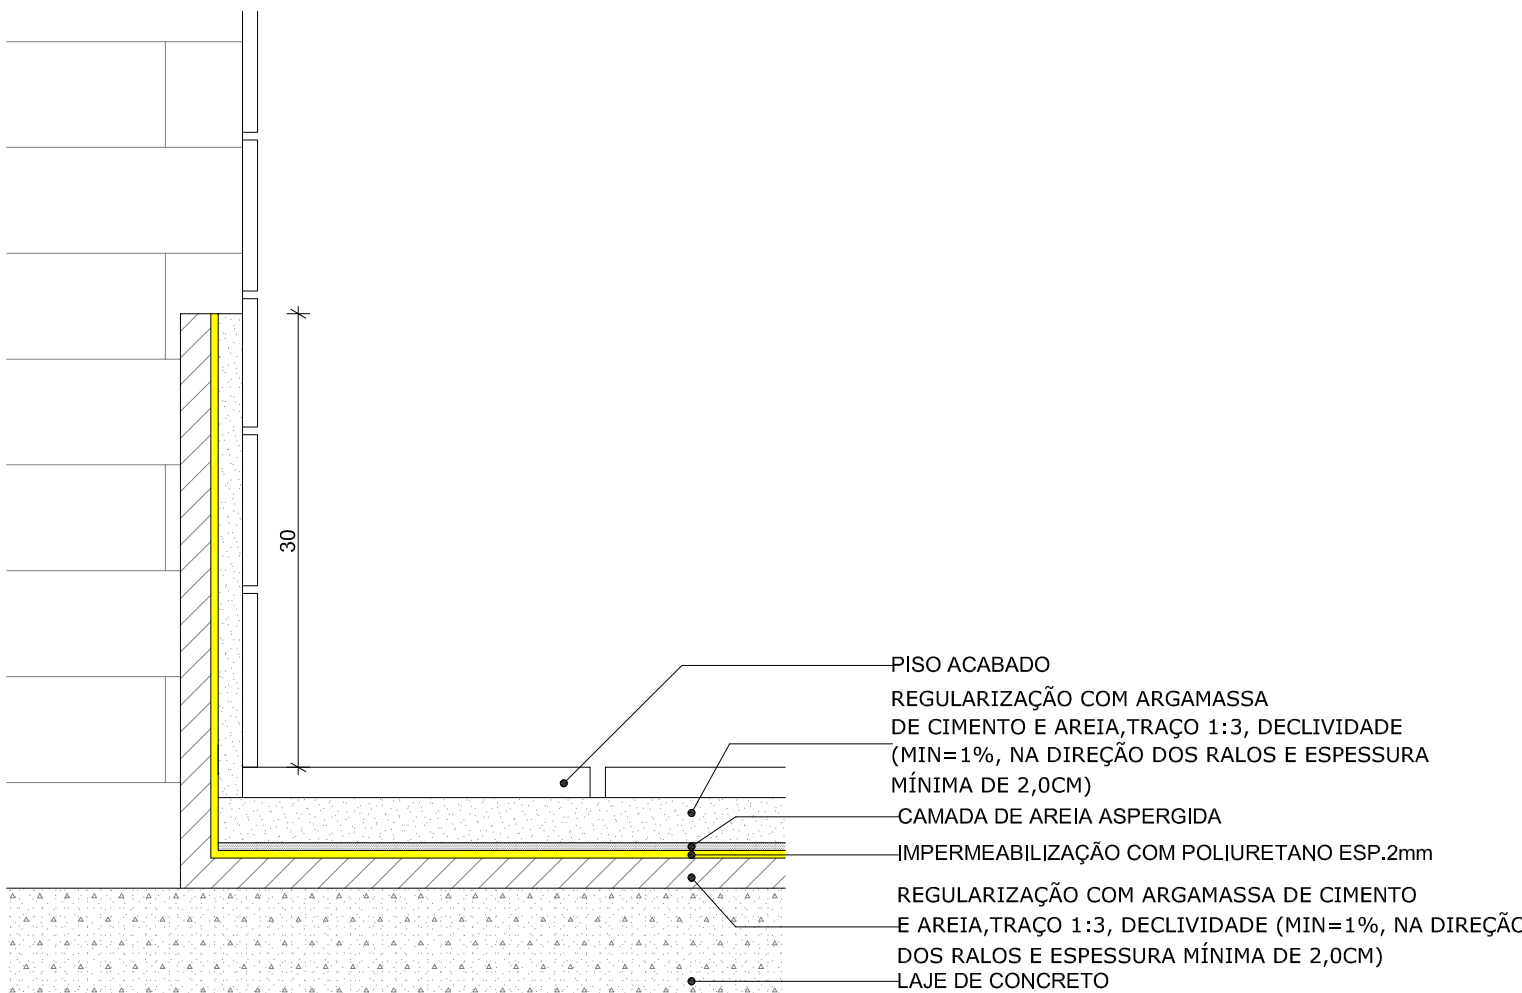 30
PISO ACABADO
REGULARIZAÇÃO COM ARGAMASSA
DE CIMENTO E AREIA,TRAÇO 1:3, DECLIVIDADE
(MIN=1%, NA DIREÇÃO DOS RALOS E ESPESSURA
MÍNIMA DE 2,0CM)
CAMADA DE AREIA ASPERGIDA
IMPERMEABILIZAÇÃO COM POLIURETANO ESP.2mm
REGULARIZAÇÃO COM ARGAMASSA DE CIMENTO
E AREIA,TRAÇO 1:3, DECLIVIDADE (MIN=1%, NA DIREÇÃO
DOS RALOS E ESPESSURA MÍNIMA DE 2,0CM)
LAJE DE CONCRETO